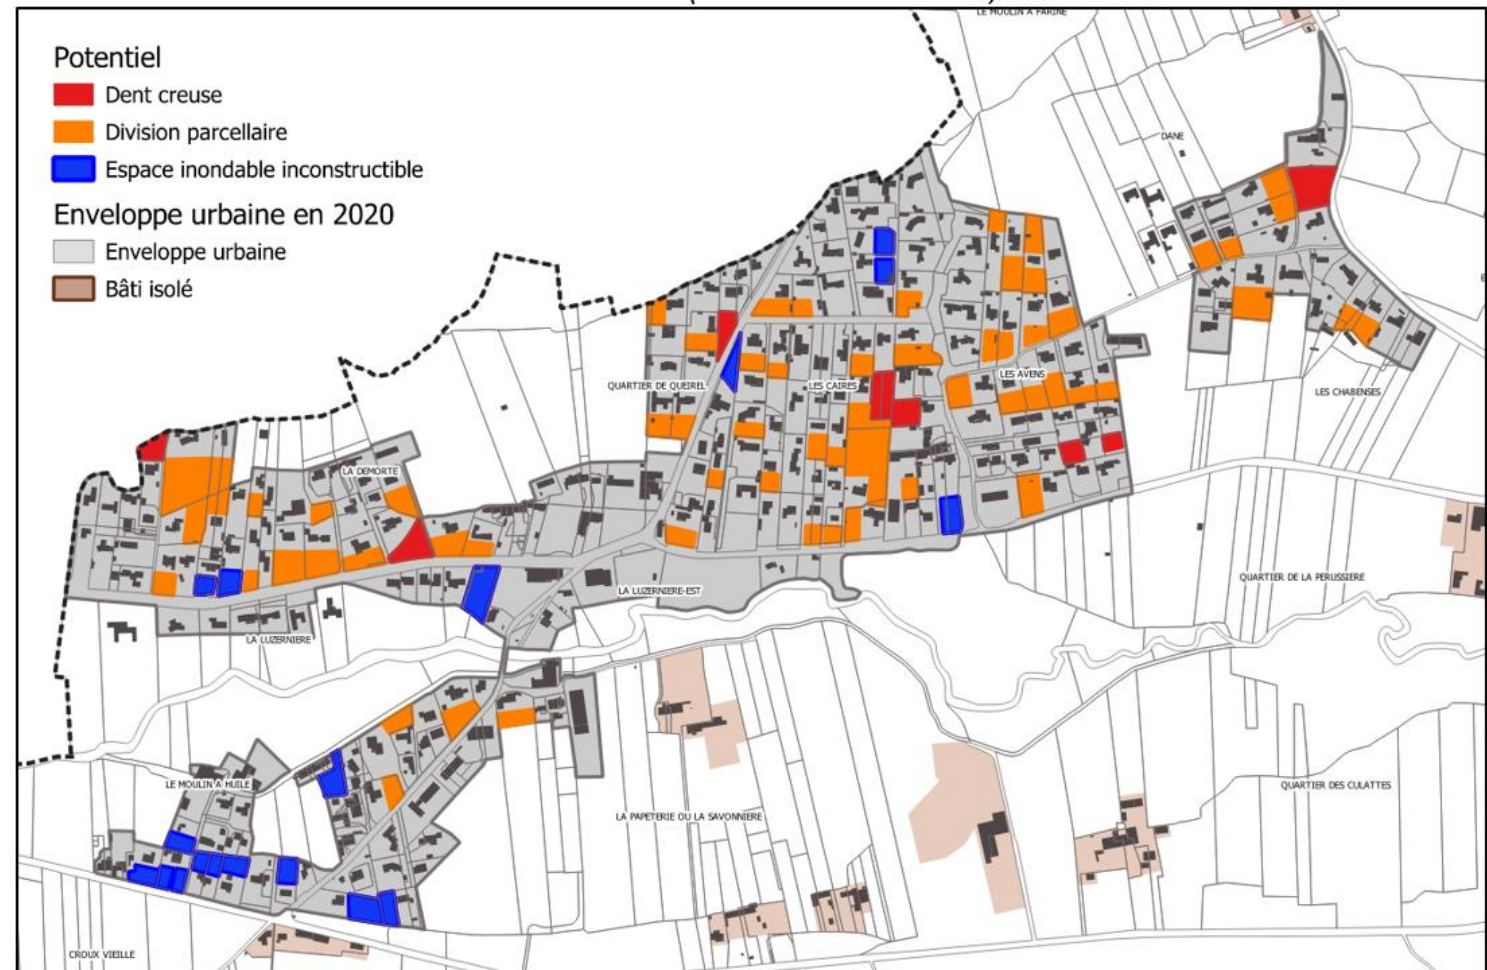 LE MOULIN A FARINE
Potentiel
Dent creuse
Division parcellaire
Espace inondable inconstructible
Enveloppe urbaine en 2020
Enveloppe urbaine
Bâti isolé
DANE
QUARTIER DE QUEIREL
LES CAIRES
LES AVENS
LES CHABENSES
LA DEMORTE
QUARTIER DE LA PERUSSIERE
LA LUZERNIERE-EST
LA LUZERNIERE
LE MOULIN A HUILE
QUARTIER DES CULATTES
LA PAPETERIE OU LA SAVONNIERE
CROUX VIEILLE